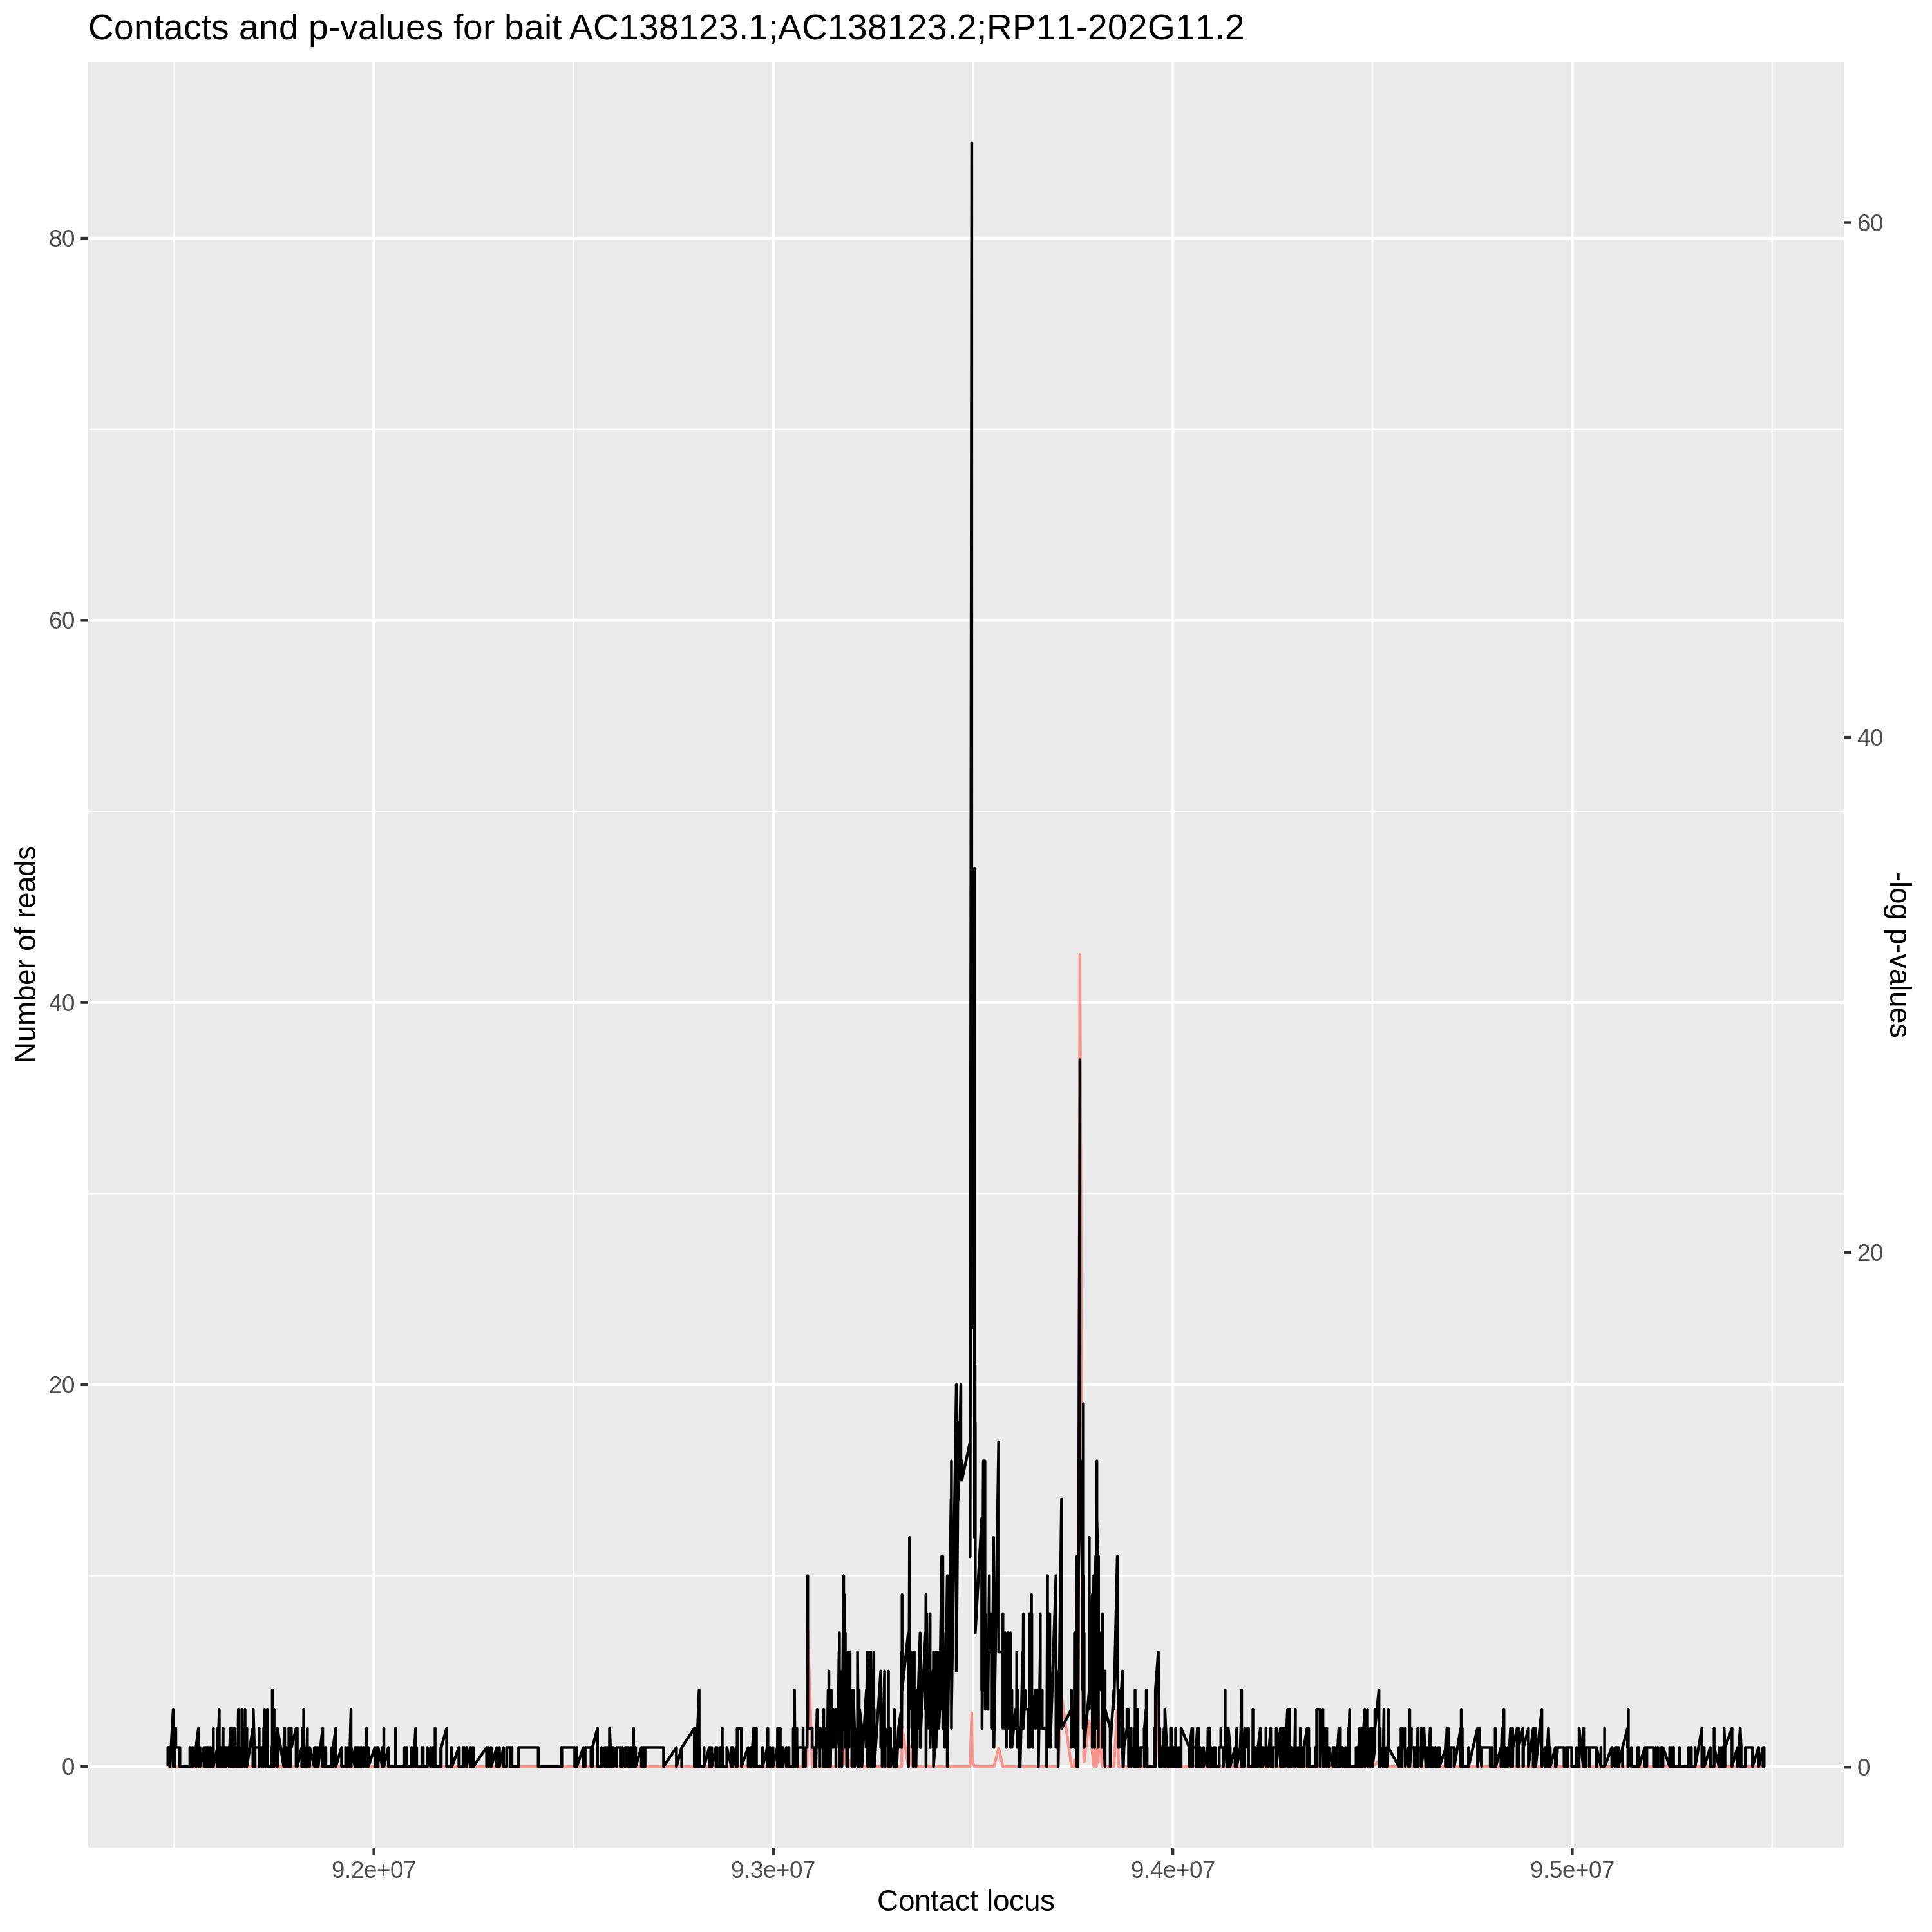 Contacts and p-values for bait AC138123.1;AC138123.2;RP11-202G11.2
80
60
40
20
0
Number of reads
60
40
20
0
-log p-values
9.2e+07
9.3e+07
9.4e+07
9.5e+07
Contact locus